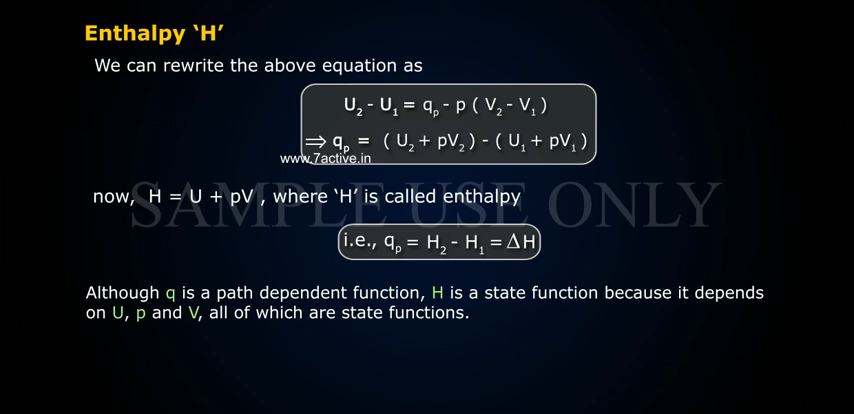 Enthalpy ‘H’
We can rewrite the above equation as
U₂ - U₁ = qₚ - p ( V₂ - V₁ )
⇒ qₚ = ( U₂ + pV₂ ) - ( U₁ + pV₁ )
www.7active.in
now, H = U + pV , where ‘H’ is called enthalpy
SAMPLE USE ONLY
i.e., qₚ = H₂ - H₁ = ΔH
Although q is a path dependent function, H is a state function because it depends
on U, p and V, all of which are state functions.